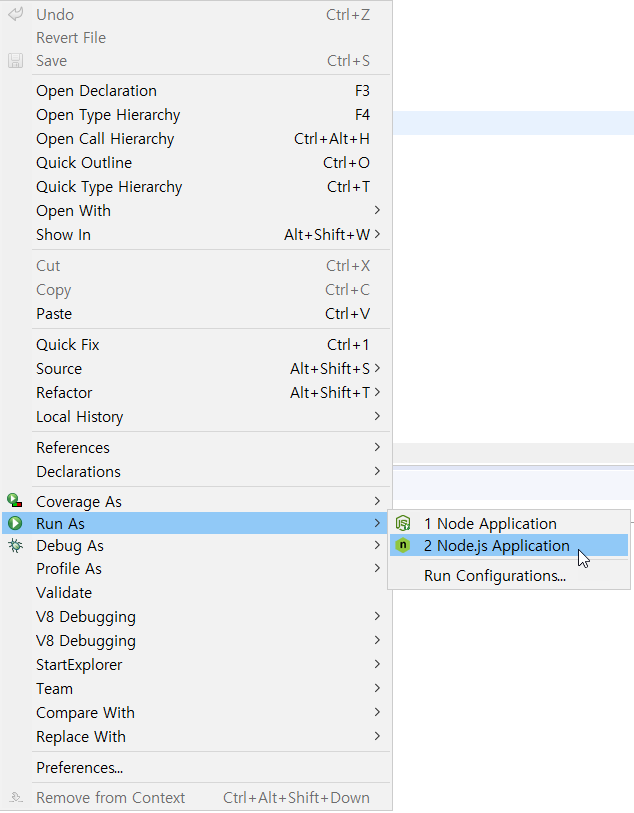 Undo Ctrl+Z
Revert File
Save Ctrl+S
Open Declaration F3
Open Type Hierarchy F4
Open Call Hierarchy Ctrl+Alt+H
Quick Outline Ctrl+O
Quick Type Hierarchy Ctrl+T
Open With
Show In Alt+Shift+W
Cut Ctrl+X
Copy Ctrl+C
Paste Ctrl+V
Quick Fix Ctrl+1
Source Alt+Shift+S
Refactor Alt+Shift+T
Local History
References
Declarations
Coverage As
Run As
Debug As
Profile As
Validate
V8 Debugging
V8 Debugging
StartExplorer
Team
Compare With
Replace With
Preferences...
Remove from Context Ctrl+Alt+Shift+Down
1 Node Application
2 Node.js Application
Run Configurations...